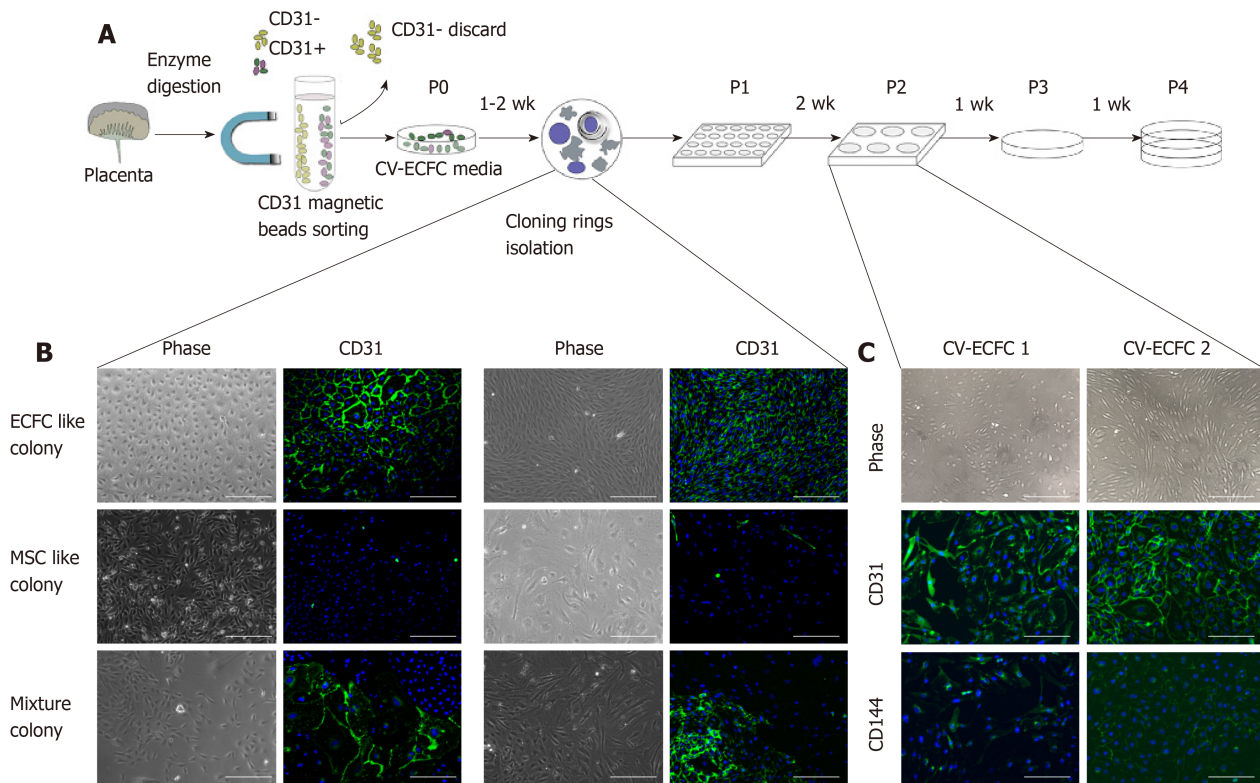 A
CD31-
CD31+
CD31- discard
Enzyme
digestion
Placenta
CD31 magnetic
beads sorting
P0
CV-ECFC media
1-2 wk
Cloning rings
isolation
P1
2 wk
P2
1 wk
P3
1 wk
P4
B
Phase
CD31
Phase
CD31
ECFC like
colony
MSC like
colony
Mixture
colony
C
CV-ECFC 1
CV-ECFC 2
Phase
CD31
CD144